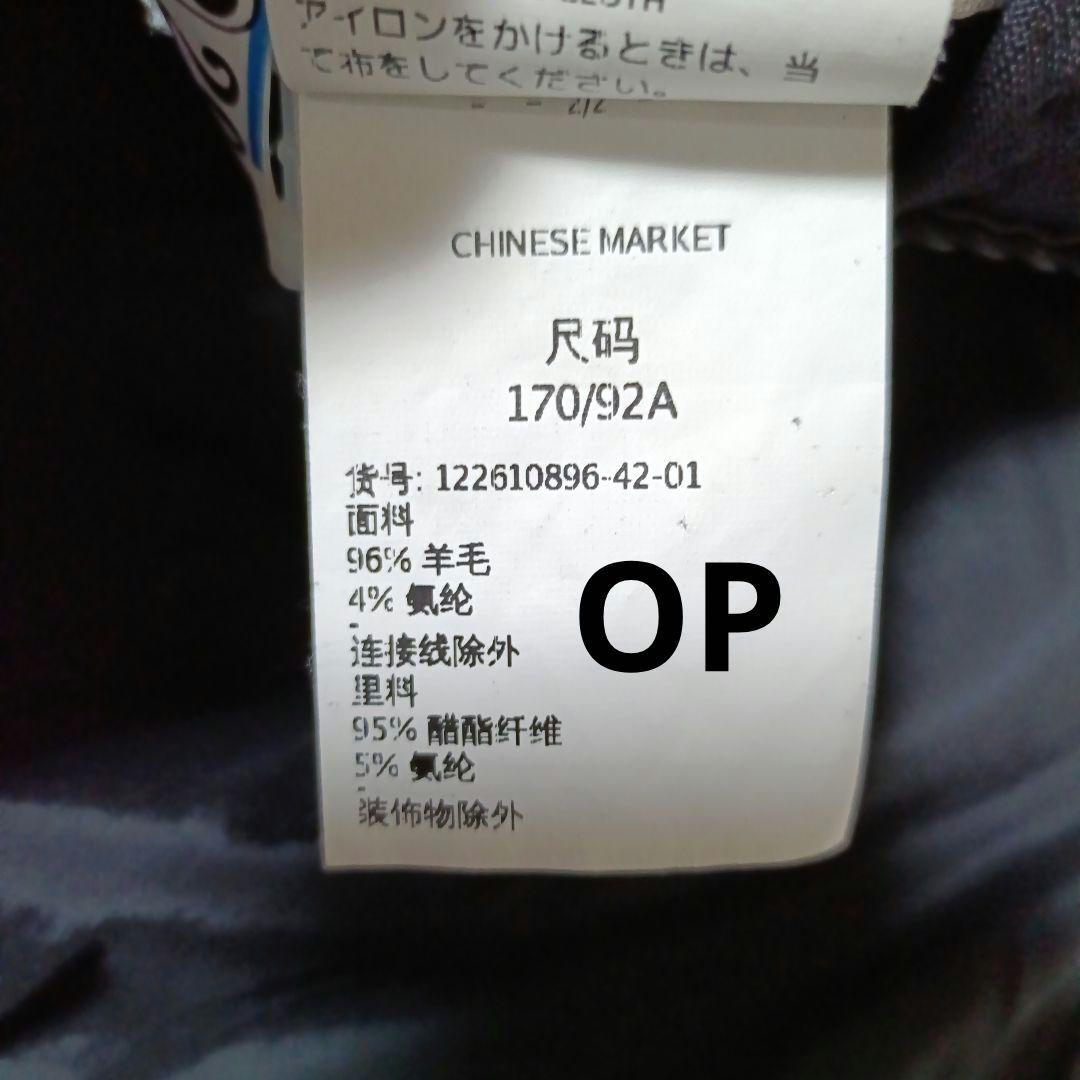 アイロンをかけるときは、当
て布をしてください。
CHINESE MARKET
尺码
170/92A
货号: 122610896-42-01
面料
96% 羊毛
4% 氨纶
-
连接线除外
里料
95% 醋酯纤维
5% 氨纶
-
装饰物除外
OP